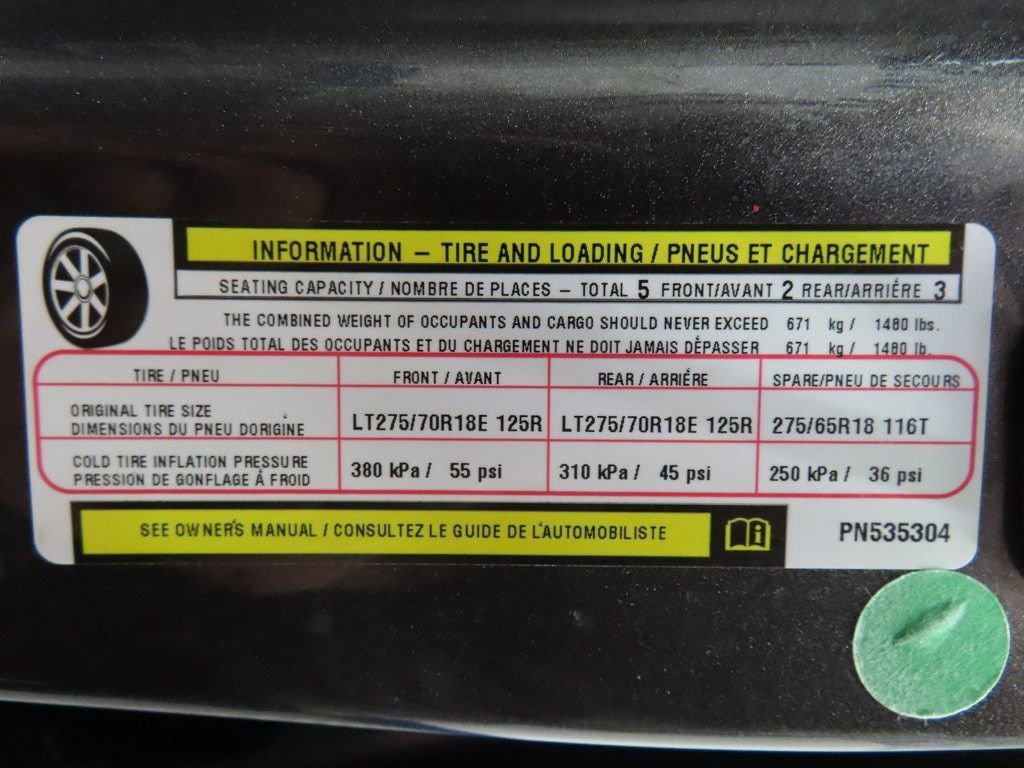 INFORMATION – TIRE AND LOADING / PNEUS ET CHARGEMENT
SEATING CAPACITY / NOMBRE DE PLACES – TOTAL 5 FRONT/AVANT 2 REAR/ARRIÉRE 3
THE COMBINED WEIGHT OF OCCUPANTS AND CARGO SHOULD NEVER EXCEED 671 kg / 1480 lbs.
LE POIDS TOTAL DES OCCUPANTS ET DU CHARGEMENT NE DOIT JAMAIS DÉPASSER 671 kg / 1480 lb.
TIRE / PNEU FRONT / AVANT REAR / ARRIÉRE SPARE/PNEU DE SECOURS
ORIGINAL TIRE SIZE
DIMENSIONS DU PNEU D'ORIGINE
LT275/70R18E 125R LT275/70R18E 125R 275/65R18 116T
COLD TIRE INFLATION PRESSURE
PRESSION DE GONFLAGE À FROID
380 kPa / 55 psi 310 kPa / 45 psi 250 kPa / 36 psi
SEE OWNER'S MANUAL / CONSULTEZ LE GUIDE DE L'AUTOMOBILISTE
PN535304